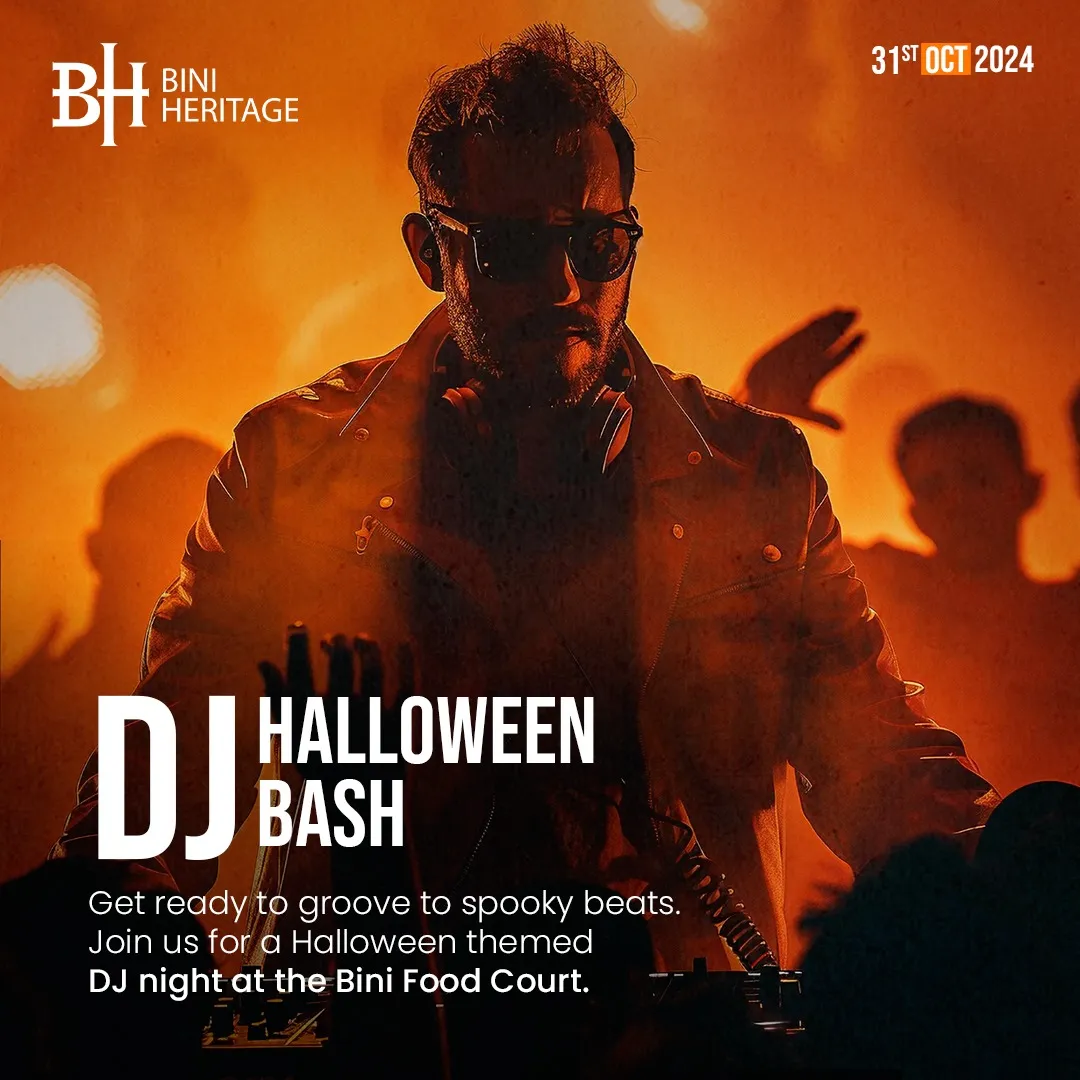 BH BINI
HERITAGE
31ST OCT 2024
DJ HALLOWEEN
BASH
Get ready to groove to spooky beats.
Join us for a Halloween themed
DJ night at the Bini Food Court.